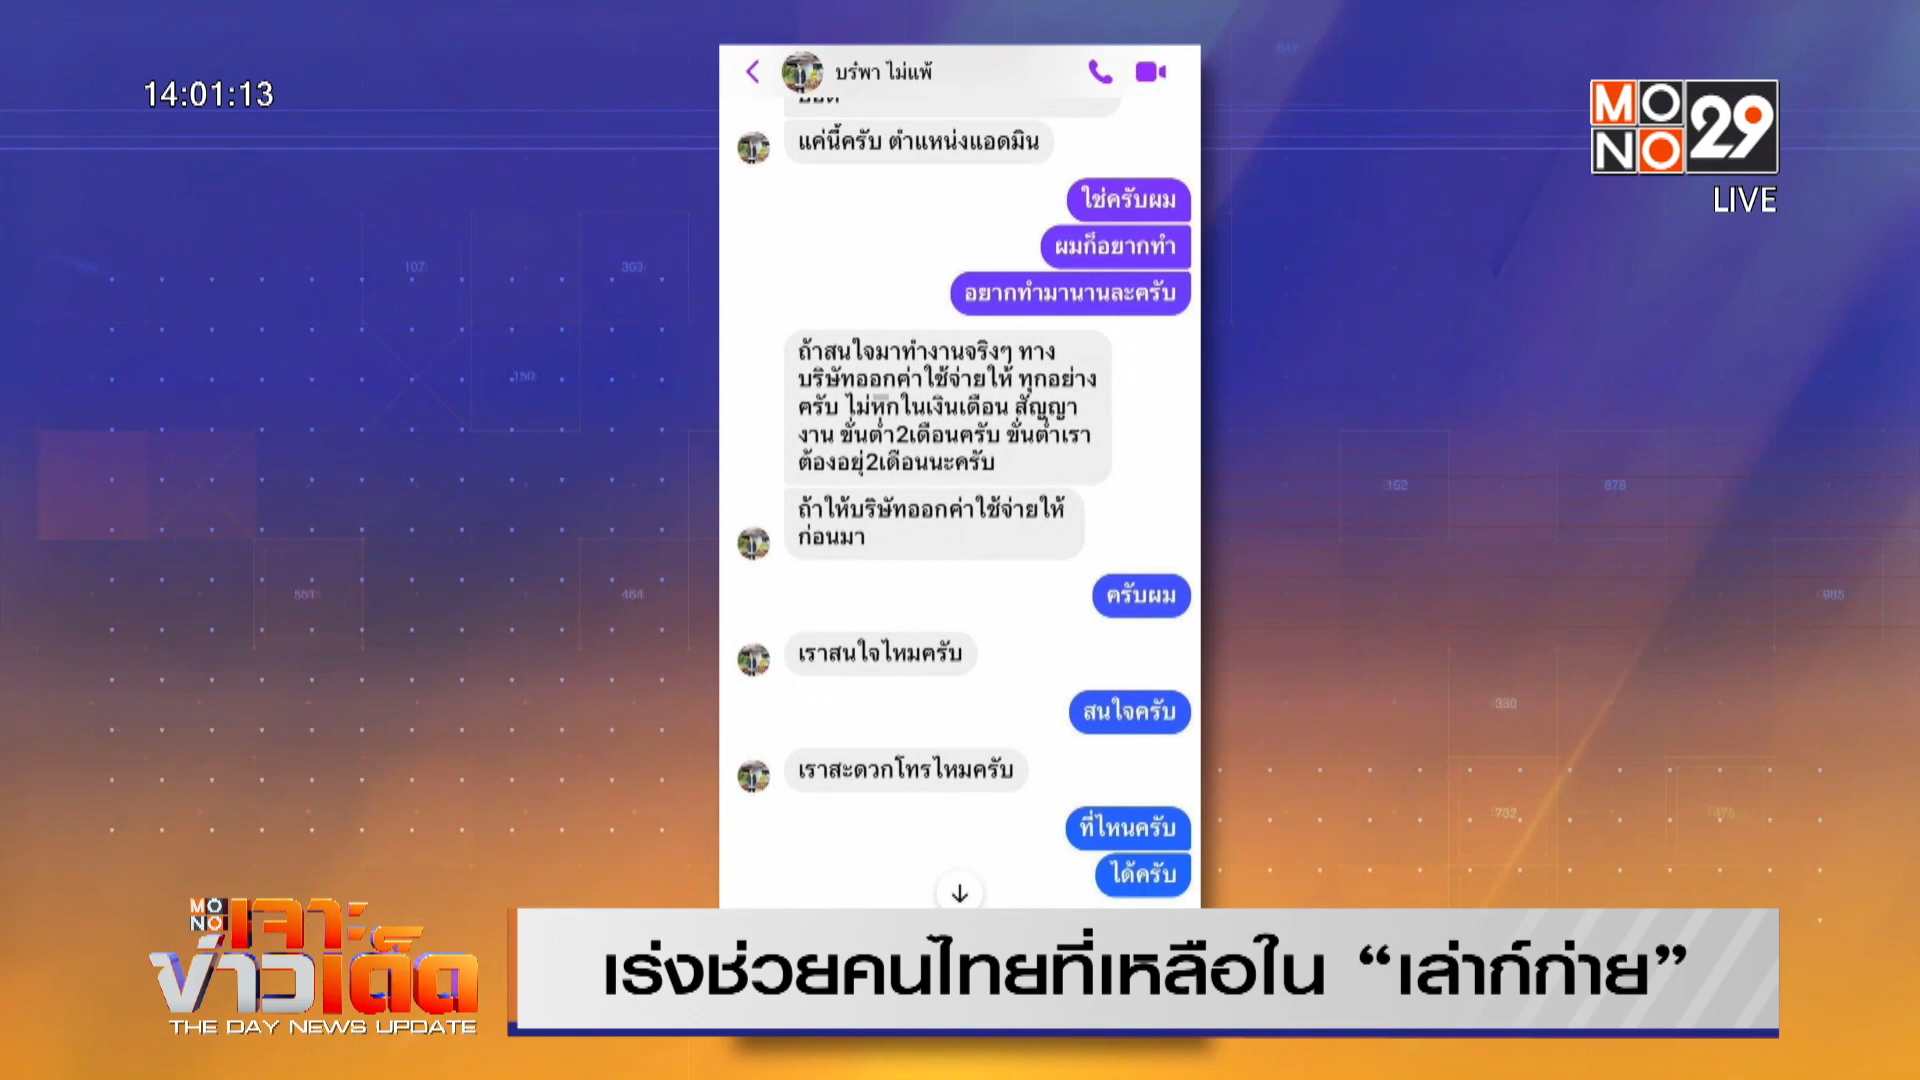 14:01:13
MONO 29
LIVE
บร๎พา ไม่แพ้
แค่นี้ครับ ตำแหน่งแอดมิน
ใช่ครับผม
ผมก็อยากทำ
อยากทำมานานละครับ
ถ้าสนใจมาทำงานจริงๆ ทาง
บริษัทออกค่าใช้จ่ายให้ ทุกอย่าง
ครับ ไม่หักในเงินเดือน สัญญา
งาน ขั่นต่ำ2เดือนครับ ขั่นต่ำเรา
ต้องอยุ่2เดือนนะครับ
ถ้าให้บริษัทออกค่าใช้จ่ายให้
ก่อนมา
ครับผม
เราสนใจไหมครับ
สนใจครับ
เราสะดวกโทรไหมครับ
ที่ไหนครับ
ได้ครับ
MONO เจาะ
ข่าวเด็ด
THE DAY NEWS UPDATE
เร่งช่วยคนไทยที่เหลือใน “เล่าก์ก่าย”